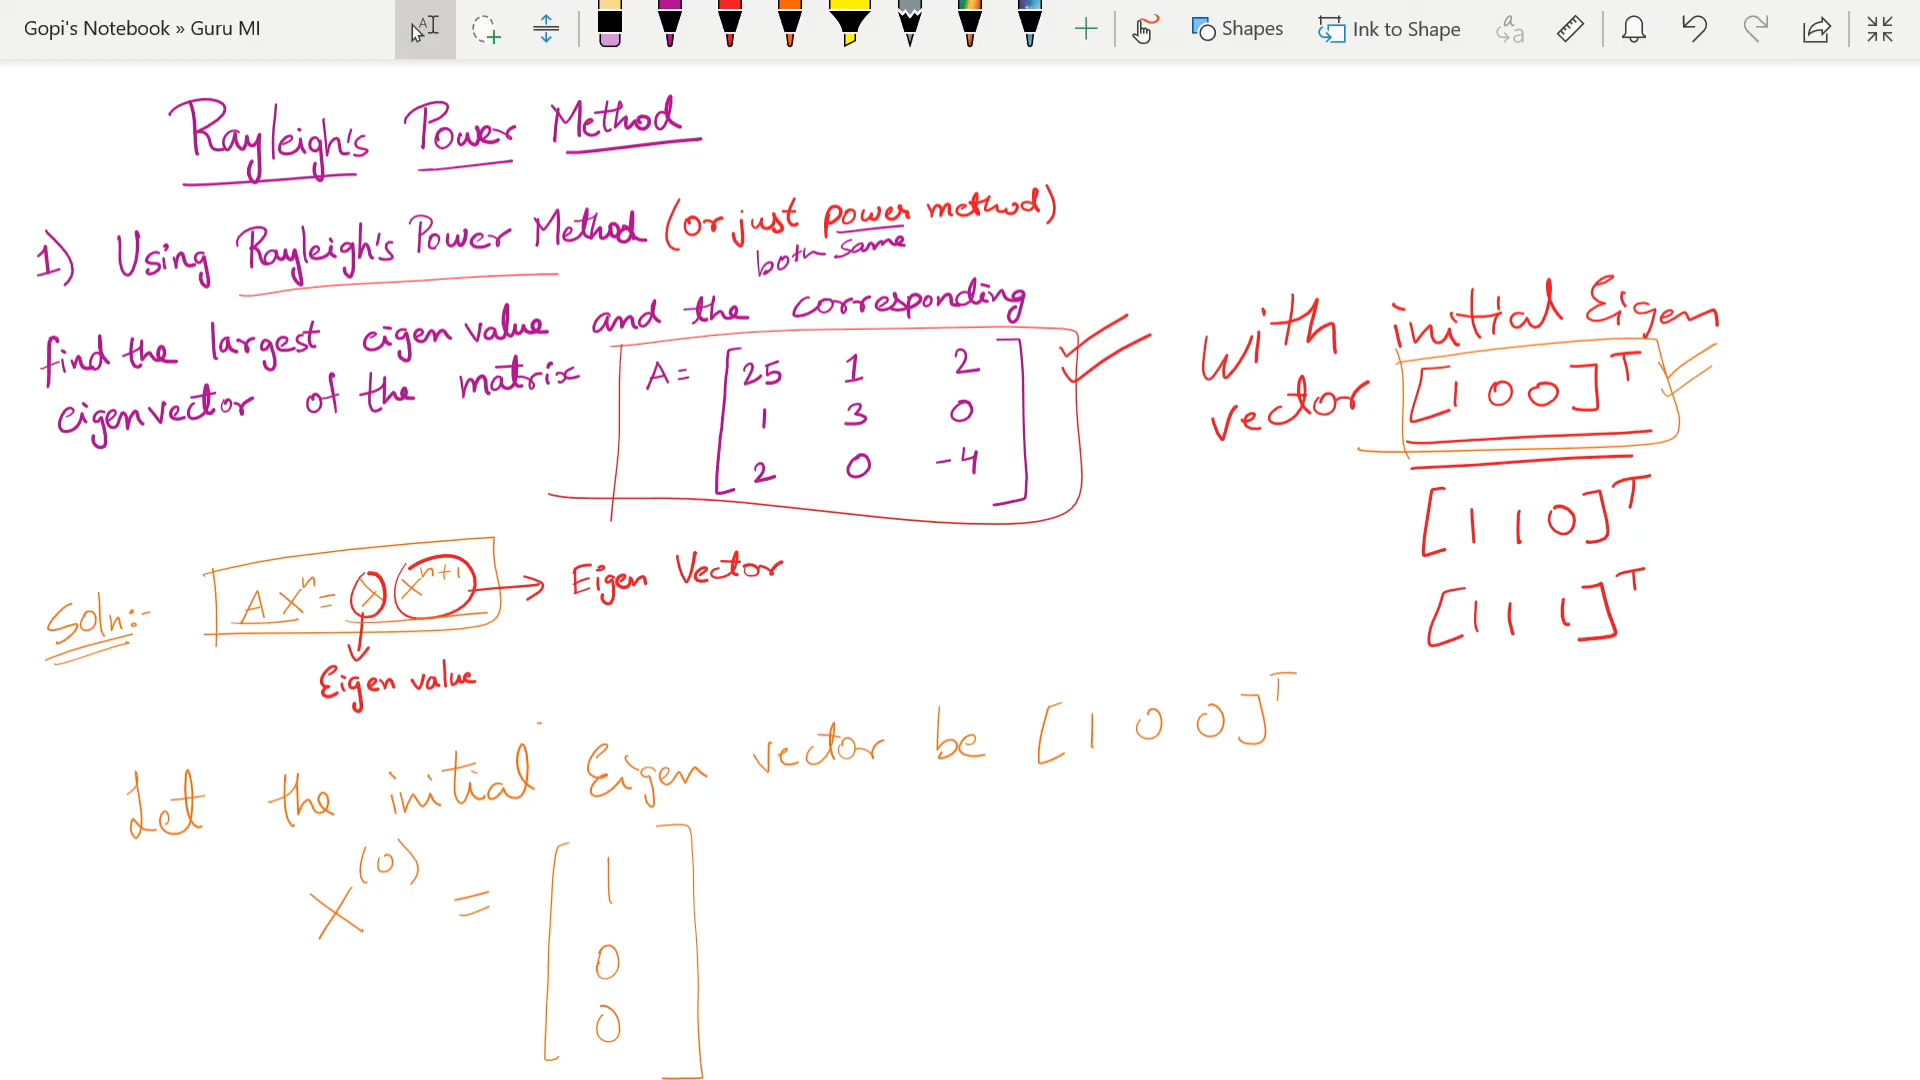 Gopi's Notebook » Guru MI
Shapes
Ink to Shape
Rayleigh's Power Method
1) Using Rayleigh's Power Method (or just power method)
both same
find the largest eigen value and the corresponding
eigenvector of the matrix
A = [25 1 2
1 3 0
2 0 -4]
with initial Eigen
vector [1 0 0]^T
[1 1 0]^T
[1 1 1]^T
Soln:-
A X^n = λ X^(n+1) → Eigen Vector
Eigen value
Let the initial Eigen vector be [1 0 0]^T
X^(0) = [1
0
0]